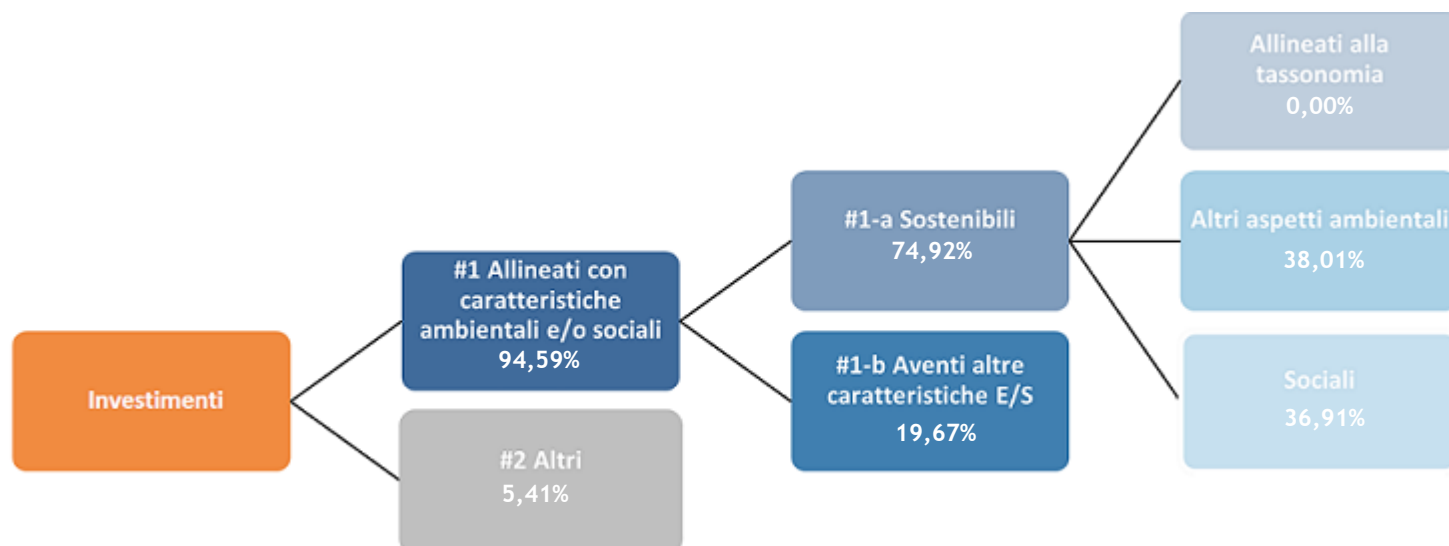 Investimenti
#1 Allineati con
caratteristiche
ambientali e/o sociali
94,59%
#2 Altri
5,41%
#1-a Sostenibili
74,92%
#1-b Aventi altre
caratteristiche E/S
19,67%
Allineati alla
tassonomia
0,00%
Altri aspetti ambientali
38,01%
Sociali
36,91%